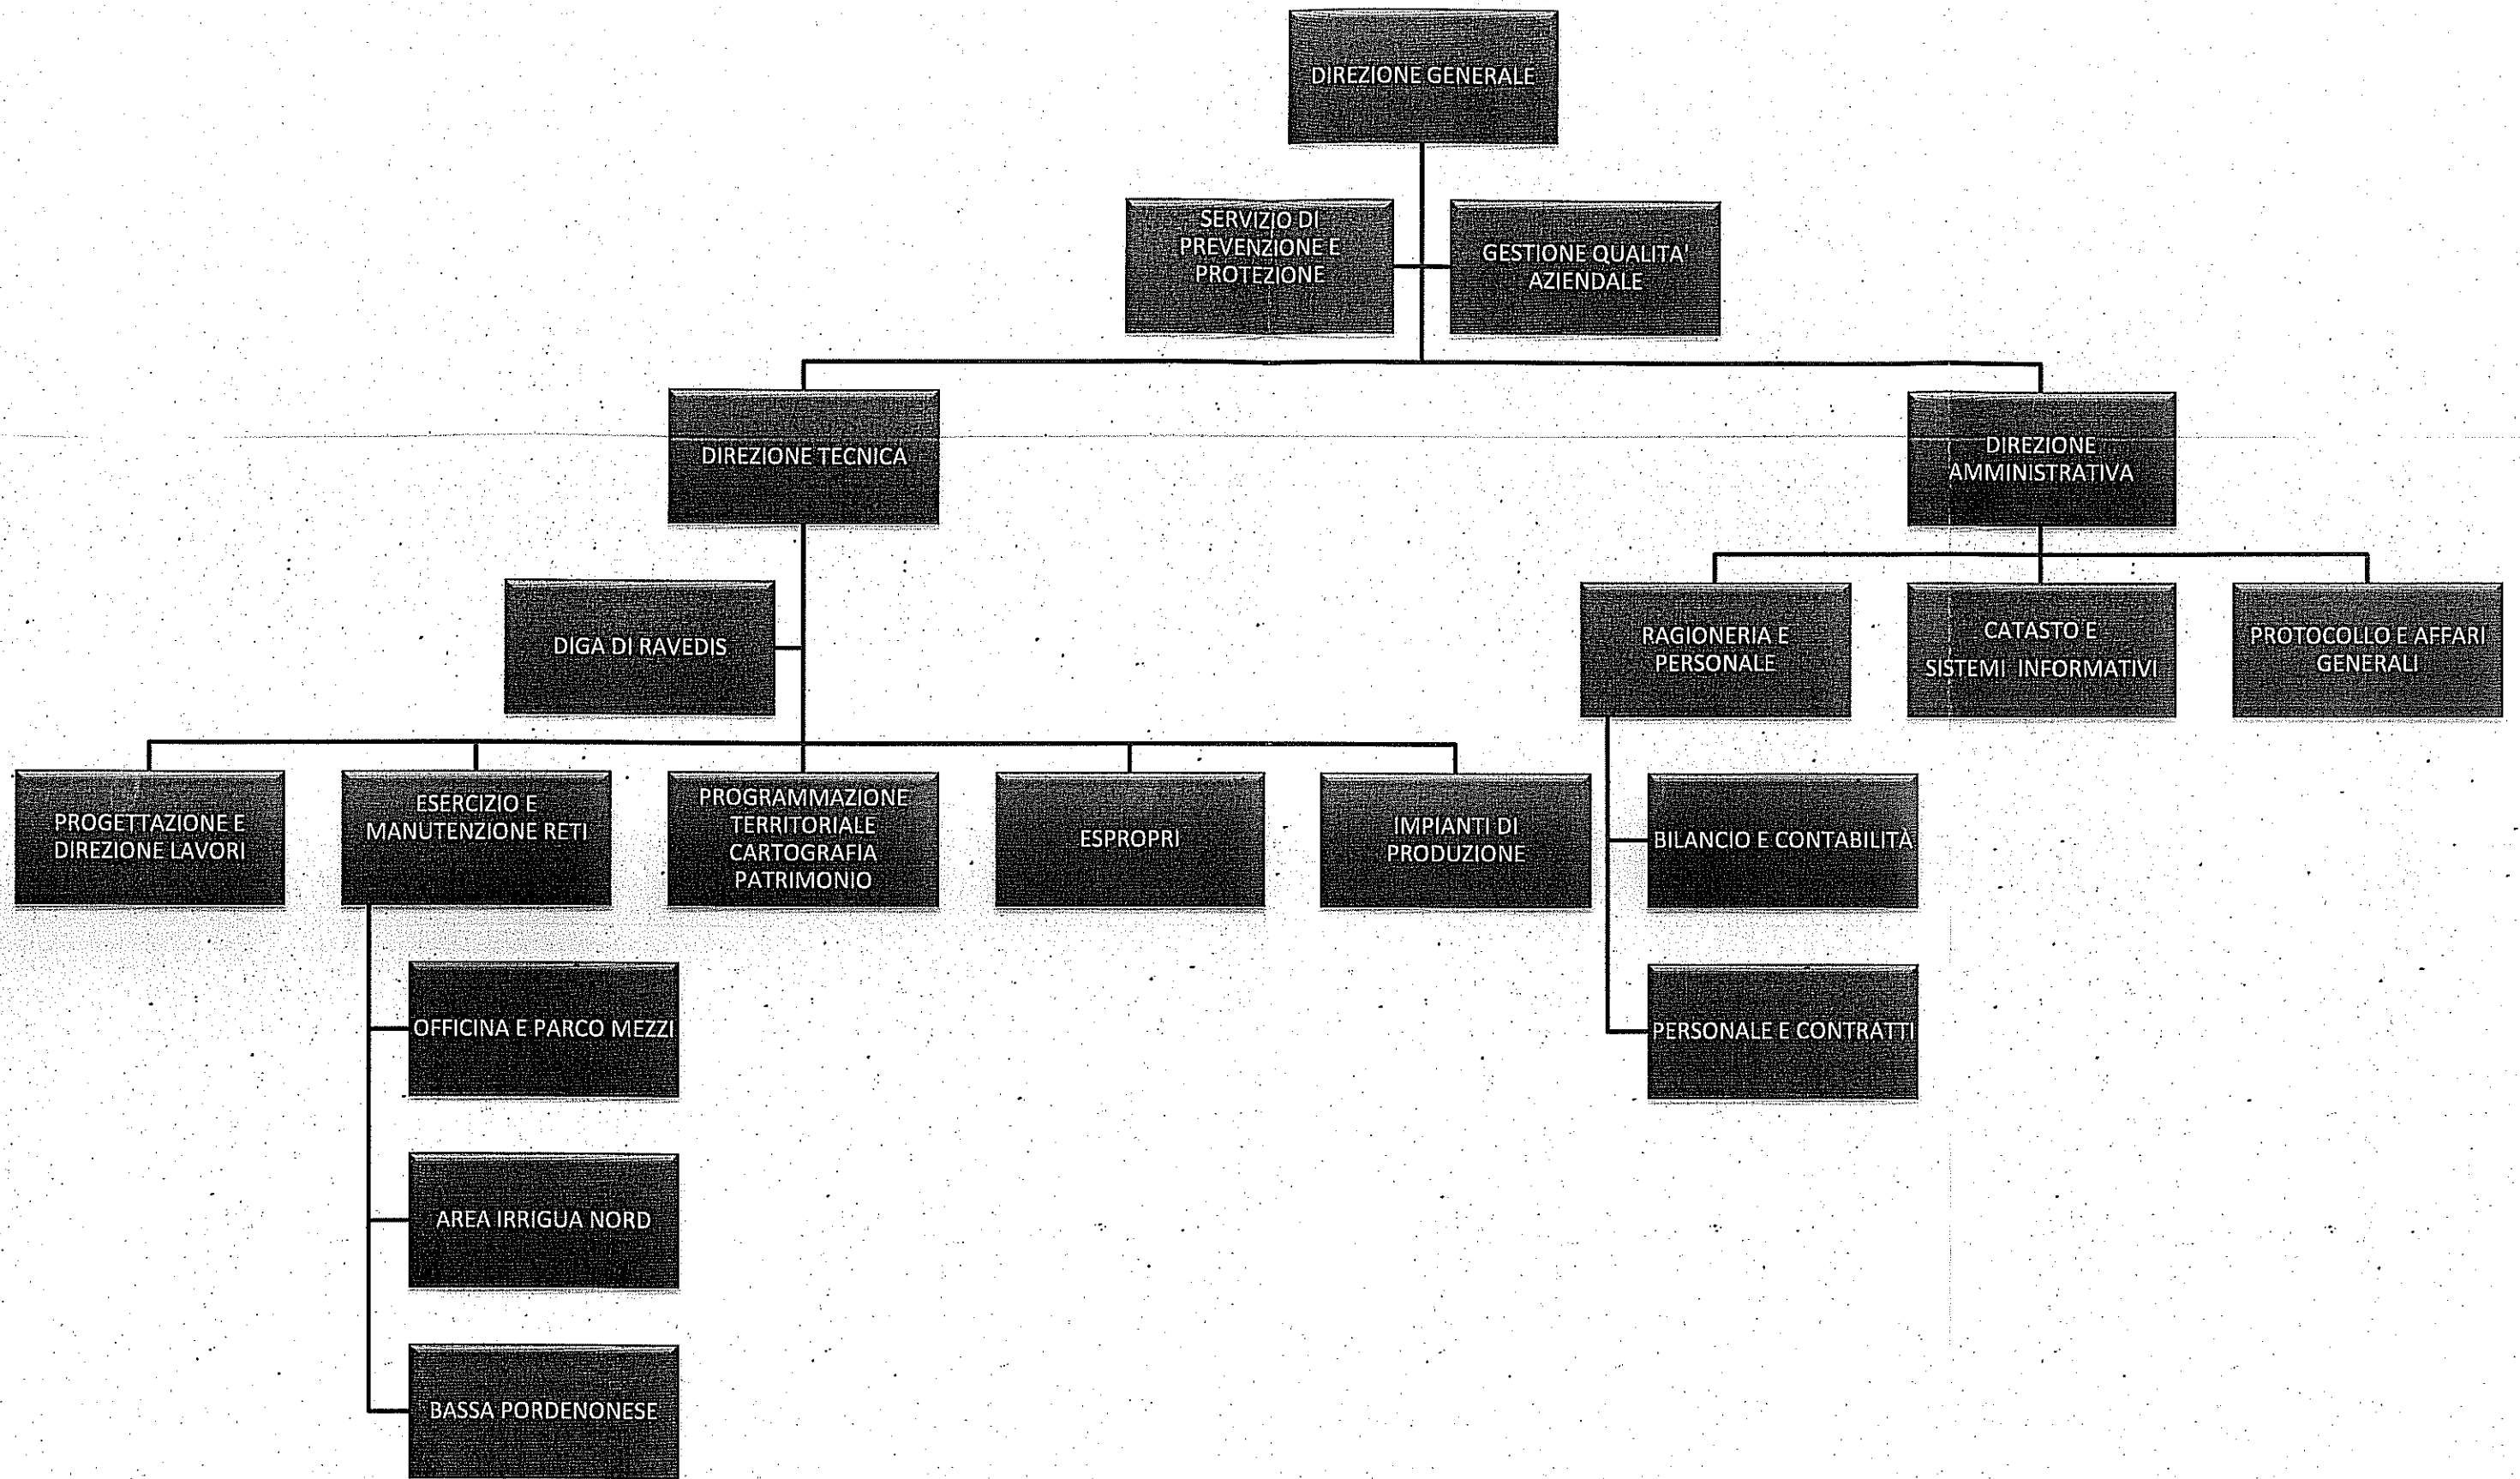 DIREZIONE GENERALE
SERVIZIO DI
PREVENZIONE E
PROTEZIONE
GESTIONE QUALITA'
AZIENDALE
DIREZIONE TECNICA
DIREZIONE
AMMINISTRATIVA
DIGA DI RAVEDIS
RAGIONERIA E
PERSONALE
CATASTO E
SISTEMI INFORMATIVI
PROTOCOLLO E AFFARI
GENERALI
PROGETTAZIONE E
DIREZIONE LAVORI
ESERCIZIO E
MANUTENZIONE RETI
PROGRAMMAZIONE
TERRITORIALE
CARTOGRAFIA
PATRIMONIO
ESPROPRI
IMPIANTI DI
PRODUZIONE
BILANCIO E CONTABILITÀ
OFFICINA E PARCO MEZZI
PERSONALE E CONTRATTI
AREA IRRIGUA NORD
BASSA PORDENONESE